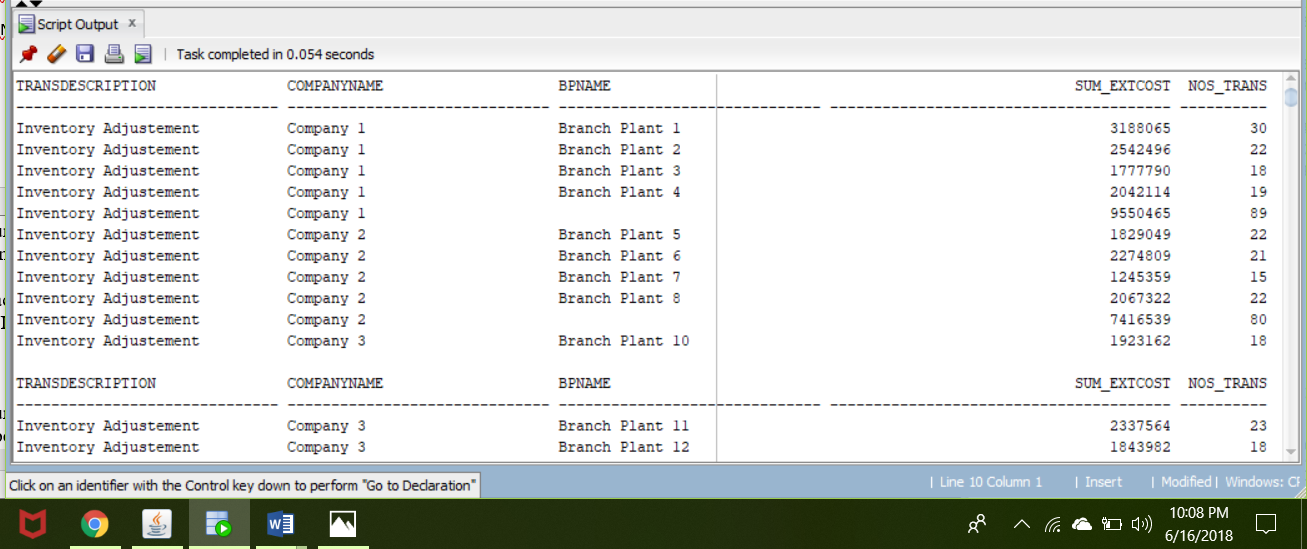 Script Output x
Task completed in 0.054 seconds
TRANSDESCRIPTION COMPANYNAME BPNAME SUM_EXTCOST NOS_TRANS
------------------------------ ------------------------------ ------------------------------ --------------------------------------- ----------
Inventory Adjustement Company 1 Branch Plant 1 3188065 30
Inventory Adjustement Company 1 Branch Plant 2 2542496 22
Inventory Adjustement Company 1 Branch Plant 3 1777790 18
Inventory Adjustement Company 1 Branch Plant 4 2042114 19
Inventory Adjustement Company 1 9550465 89
Inventory Adjustement Company 2 Branch Plant 5 1829049 22
Inventory Adjustement Company 2 Branch Plant 6 2274809 21
Inventory Adjustement Company 2 Branch Plant 7 1245359 15
Inventory Adjustement Company 2 Branch Plant 8 2067322 22
Inventory Adjustement Company 2 7416539 80
Inventory Adjustement Company 3 Branch Plant 10 1923162 18
TRANSDESCRIPTION COMPANYNAME BPNAME SUM_EXTCOST NOS_TRANS
------------------------------ ------------------------------ ------------------------------ --------------------------------------- ----------
Inventory Adjustement Company 3 Branch Plant 11 2337564 23
Inventory Adjustement Company 3 Branch Plant 12 1843982 18
Click on an identifier with the Control key down to perform "Go to Declaration" | Line 10 Column 1 | Insert | Modified | Windows:
10:08 PM
6/16/2018